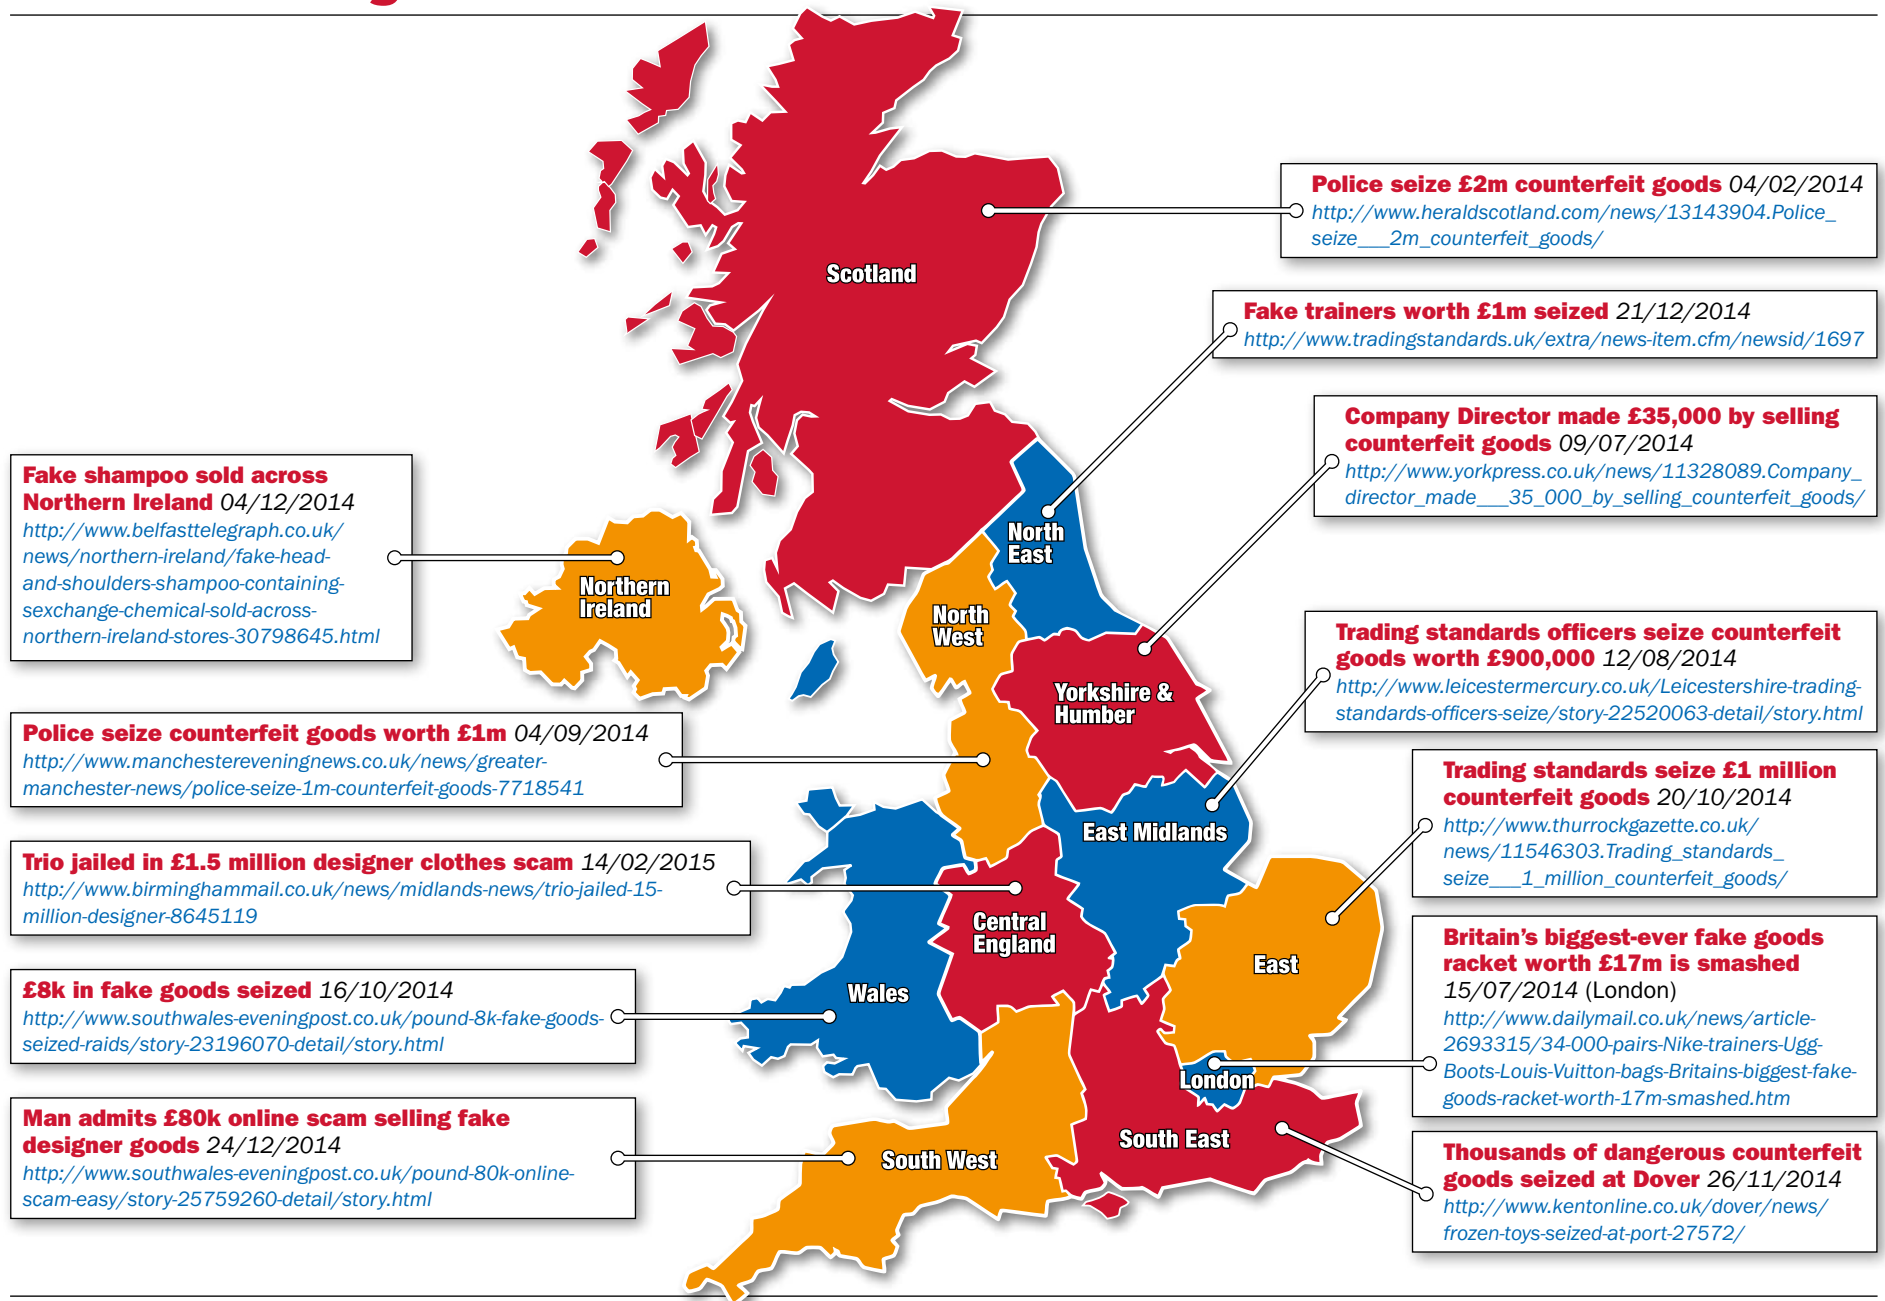 Police seize £2m counterfeit goods 04/02/2014
http://www.heraldscotland.com/news/13143904.Police_
seize___2m_counterfeit_goods/
Fake trainers worth £1m seized 21/12/2014
http://www.tradingstandards.uk/extra/news-item.cfm/newsid/1697
Company Director made £35,000 by selling
counterfeit goods 09/07/2014
http://www.yorkpress.co.uk/news/11328089.Company_
director_made___35_000_by_selling_counterfeit_goods/
Trading standards officers seize counterfeit
goods worth £900,000 12/08/2014
http://www.leicestermercury.co.uk/Leicestershire-trading-
standards-officers-seize/story-22520063-detail/story.html
Trading standards seize £1 million
counterfeit goods 20/10/2014
http://www.thurrockgazette.co.uk/
news/11546303.Trading_standards_
seize___1_million_counterfeit_goods/
Britain's biggest-ever fake goods
racket worth £17m is smashed
15/07/2014 (London)
http://www.dailymail.co.uk/news/article-
2693315/34-000-pairs-Nike-trainers-Ugg-
Boots-Louis-Vuitton-bags-Britains-biggest-fake-
goods-racket-worth-17m-smashed.htm
Thousands of dangerous counterfeit
goods seized at Dover 26/11/2014
http://www.kentonline.co.uk/dover/news/
frozen-toys-seized-at-port-27572/
Fake shampoo sold across
Northern Ireland 04/12/2014
http://www.belfasttelegraph.co.uk/
news/northern-ireland/fake-head-
and-shoulders-shampoo-containing-
sexchange-chemical-sold-across-
northern-ireland-stores-30798645.html
Police seize counterfeit goods worth £1m 04/09/2014
http://www.manchestereveningnews.co.uk/news/greater-
manchester-news/police-seize-1m-counterfeit-goods-7718541
Trio jailed in £1.5 million designer clothes scam 14/02/2015
http://www.birminghammail.co.uk/news/midlands-news/trio-jailed-15-
million-designer-8645119
£8k in fake goods seized 16/10/2014
http://www.southwales-eveningpost.co.uk/pound-8k-fake-goods-
seized-raids/story-23196070-detail/story.html
Man admits £80k online scam selling fake
designer goods 24/12/2014
http://www.southwales-eveningpost.co.uk/pound-80k-online-
scam-easy/story-25759260-detail/story.html
Scotland
North
East
Northern
Ireland
North
West
Yorkshire &
Humber
East Midlands
Central
England
East
Wales
London
South East
South West